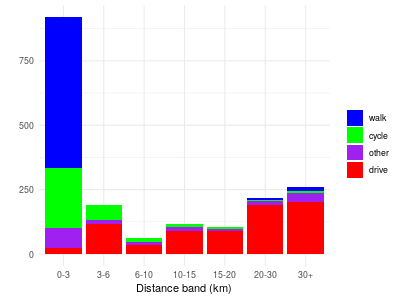 750
500
250
0
0-3 3-6 6-10 10-15 15-20 20-30 30+
Distance band (km)
walk
cycle
other
drive